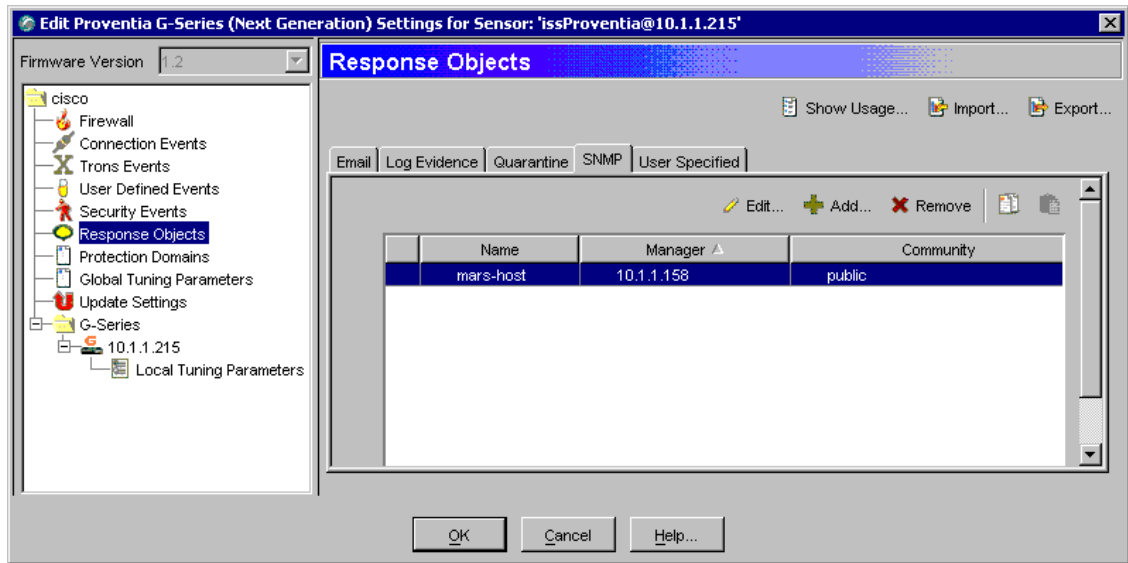 Edit Proventia G-Series (Next Generation) Settings for Sensor: 'issProventia@10.1.1.215'
Firmware Version 1.2
Response Objects
cisco
Firewall
Connection Events
Trons Events
User Defined Events
Security Events
Response Objects
Protection Domains
Global Tuning Parameters
Update Settings
G-Series
10.1.1.215
Local Tuning Parameters
Show Usage... Import... Export...
Email Log Evidence Quarantine SNMP User Specified
Edit... Add... Remove
Name Manager Community
mars-host 10.1.1.158 public
OK Cancel Help...